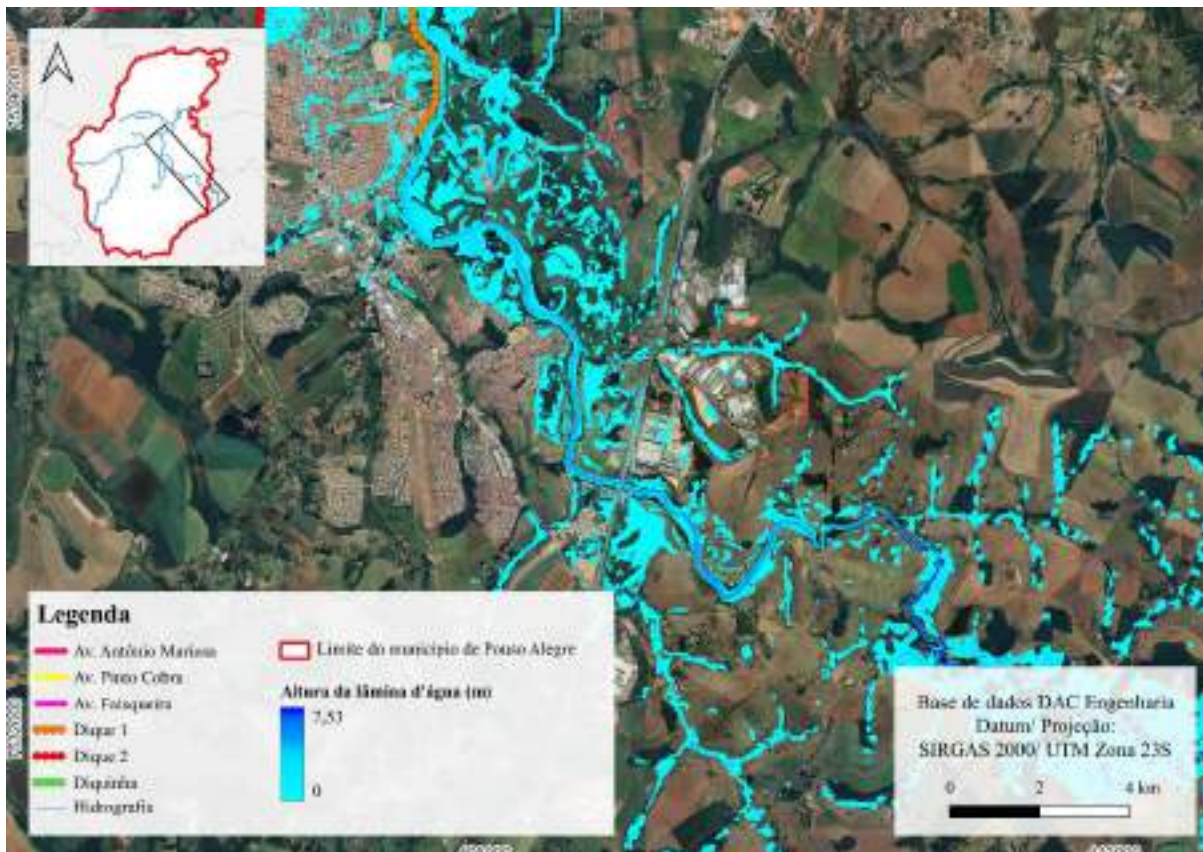 Legenda
Av. Antônio Mariosa
Av. Pinto Cobra
Av. Faisqueira
Dique 1
Dique 2
Diquinha
Hidrografia
Limite do município de Pouso Alegre
Altura da lâmina d'água (m)
7,53
0
Base de dados DAC Engenharia
Datum/ Projeção:
SIRGAS 2000/ UTM Zona 23S
0 2 4 km